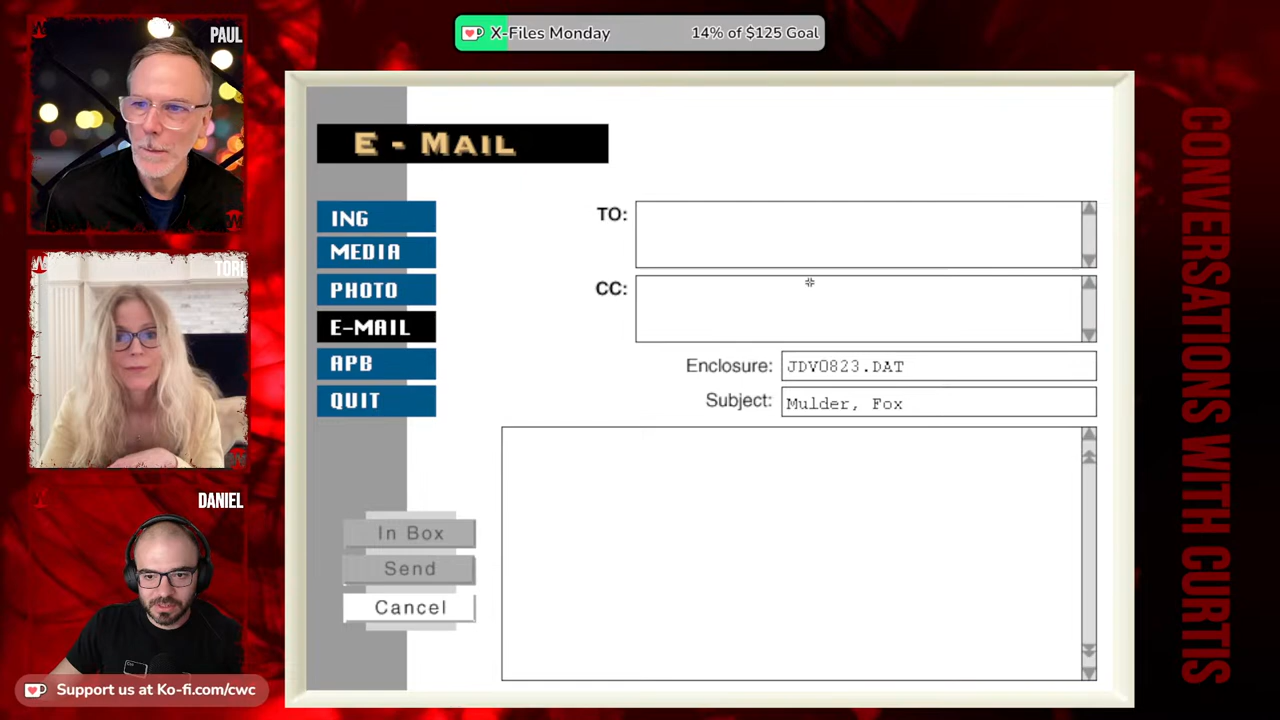 X-Files Monday 14% of $125 Goal
PAUL
TORI
DANIEL
E - MAIL
ING
MEDIA
PHOTO
E-MAIL
APB
QUIT
TO:
CC:
Enclosure: JDV0823.DAT
Subject: Mulder, Fox
In Box
Send
Cancel
Support us at Ko-fi.com/cwc
CONVERSATIONS WITH CURTIS